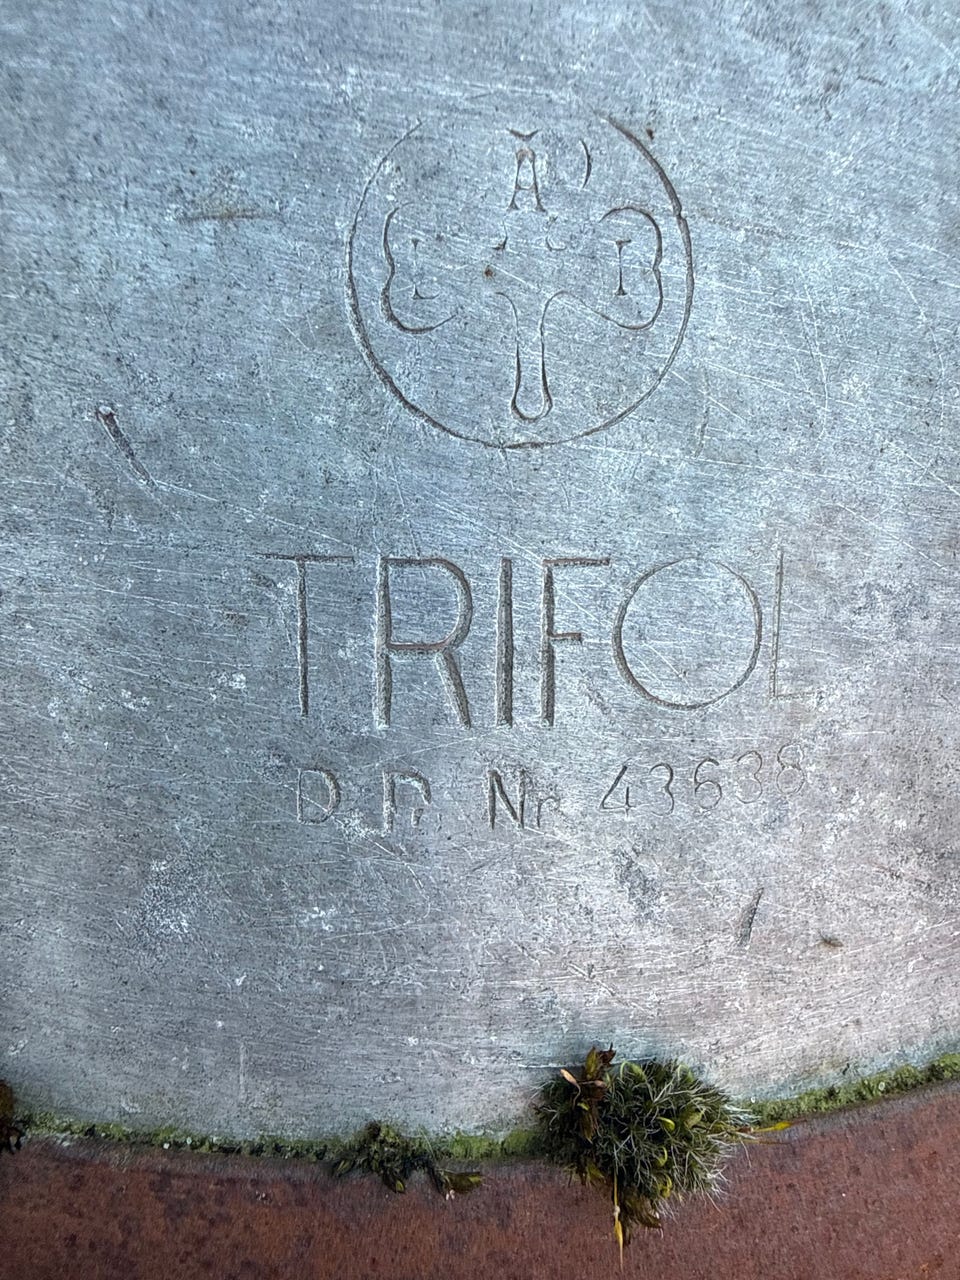 A
L B
TRIFOL
D.P. Nr 43638